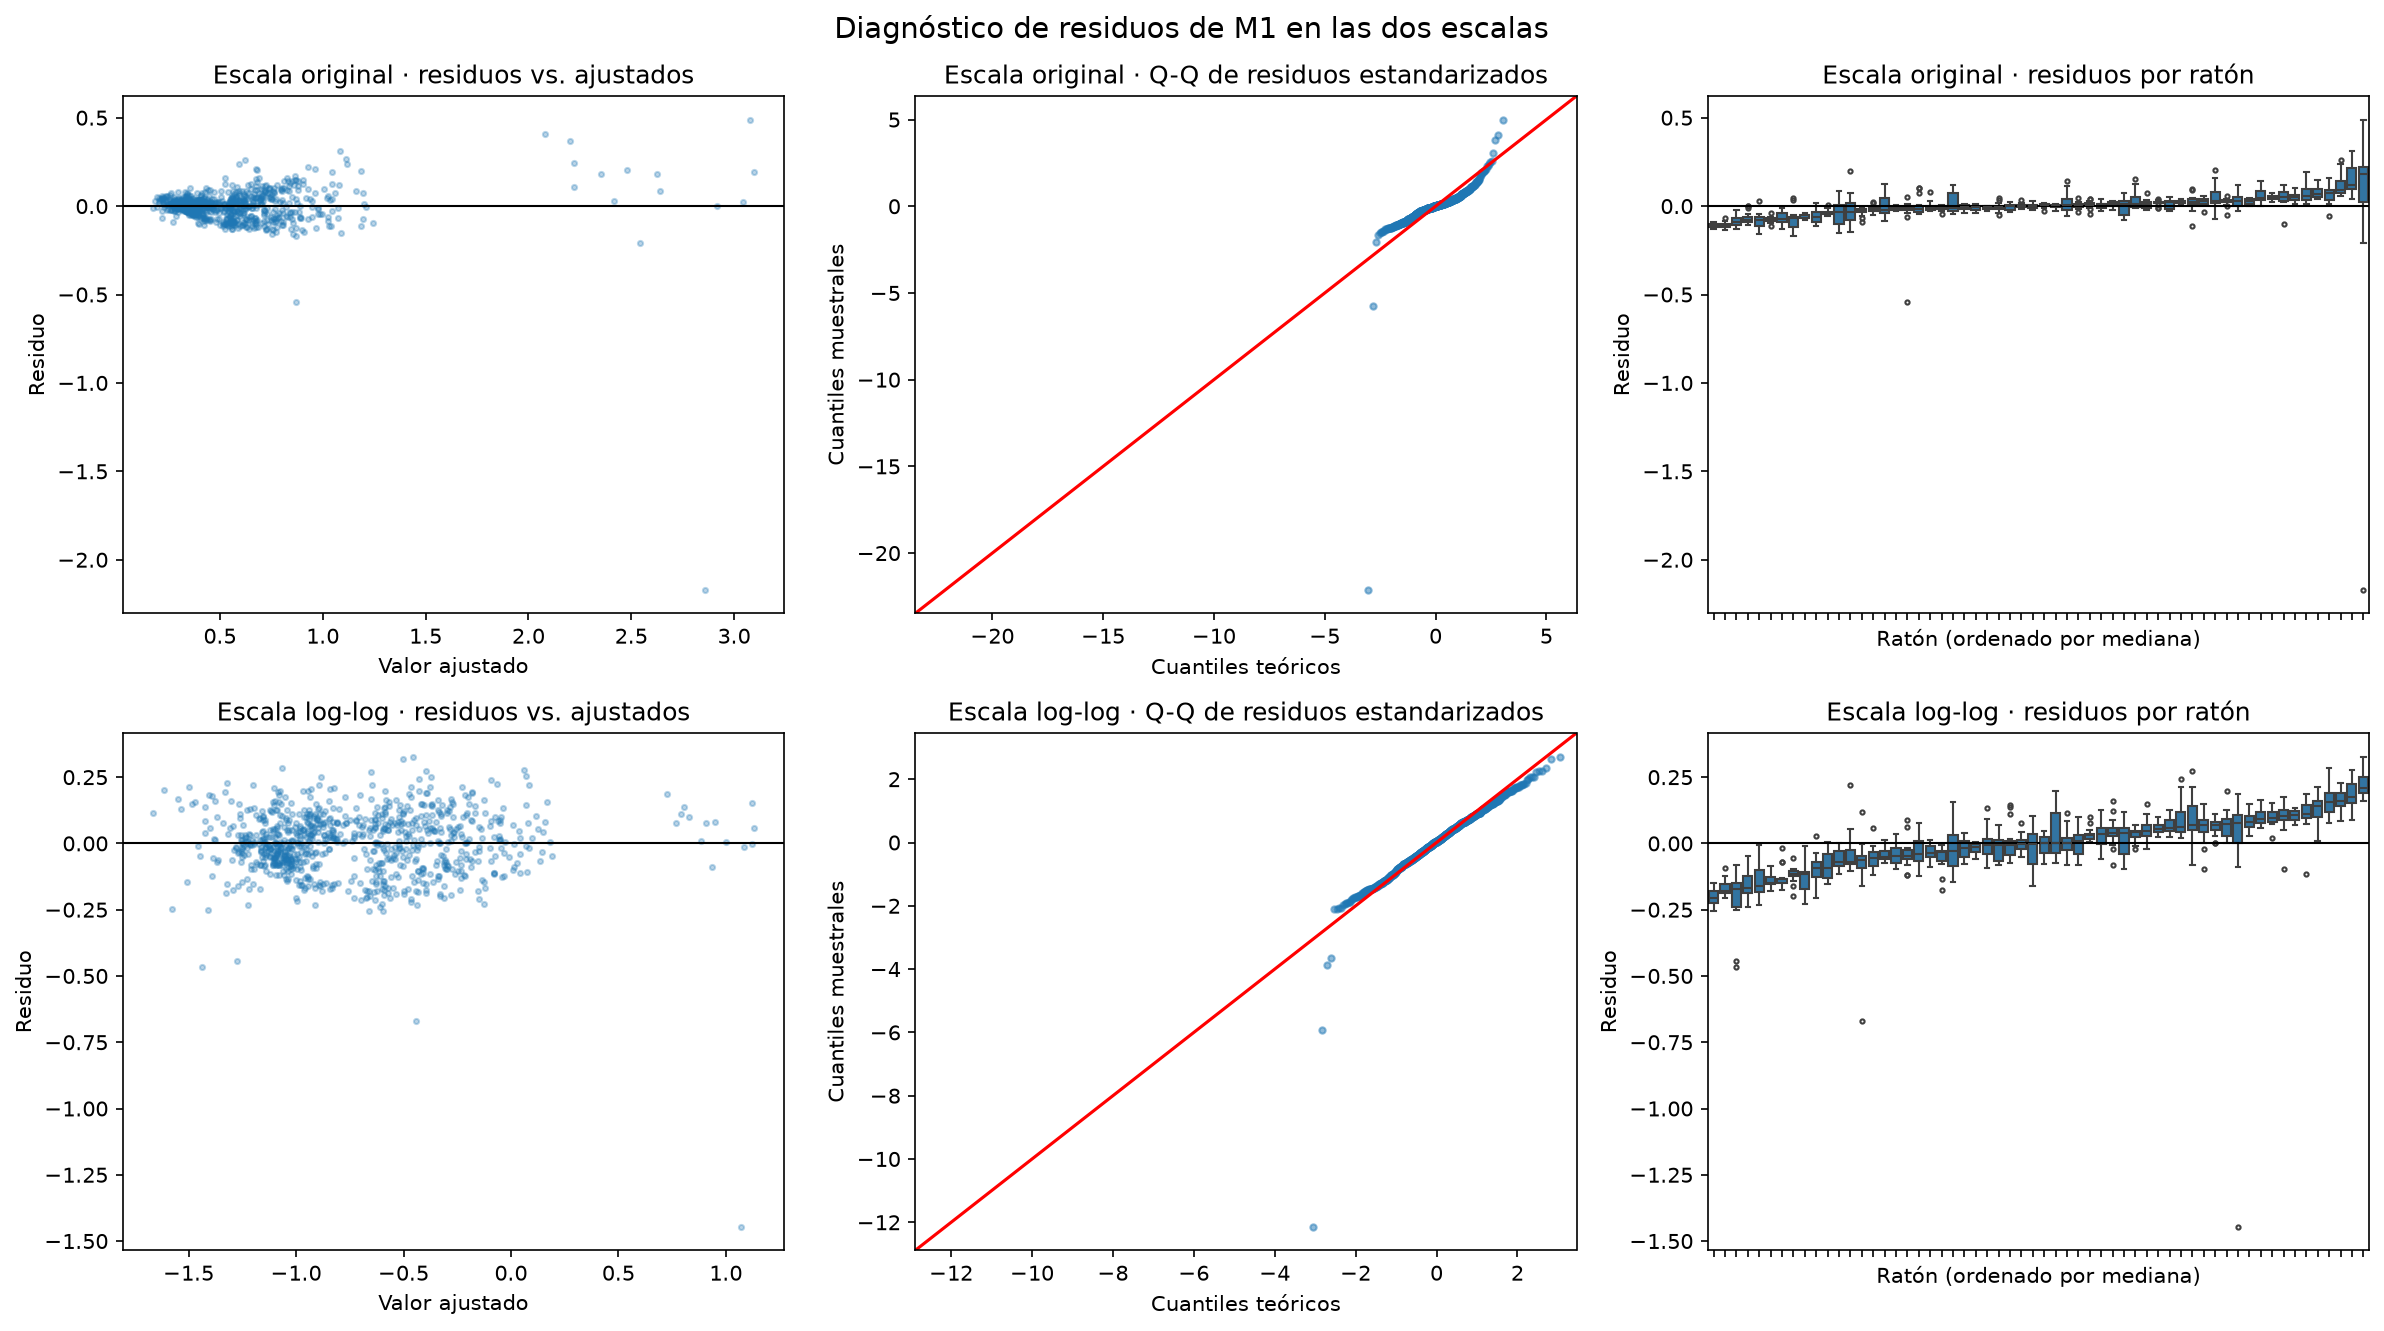 Diagnóstico de residuos de M1 en las dos escalas
Escala original · residuos vs. ajustados
0.5
0.0
−0.5
−1.0
−1.5
−2.0
Residuo
0.5 1.0 1.5 2.0 2.5 3.0
Valor ajustado
Escala original · Q-Q de residuos estandarizados
5
0
−5
−10
−15
−20
Cuantiles muestrales
−20 −15 −10 −5 0 5
Cuantiles teóricos
Escala original · residuos por ratón
0.5
0.0
−0.5
−1.0
−1.5
−2.0
Residuo
Ratón (ordenado por mediana)
Escala log-log · residuos vs. ajustados
0.25
0.00
−0.25
−0.50
−0.75
−1.00
−1.25
−1.50
Residuo
−1.5 −1.0 −0.5 0.0 0.5 1.0
Valor ajustado
Escala log-log · Q-Q de residuos estandarizados
2
0
−2
−4
−6
−8
−10
−12
Cuantiles muestrales
−12 −10 −8 −6 −4 −2 0 2
Cuantiles teóricos
Escala log-log · residuos por ratón
0.25
0.00
−0.25
−0.50
−0.75
−1.00
−1.25
−1.50
Residuo
Ratón (ordenado por mediana)